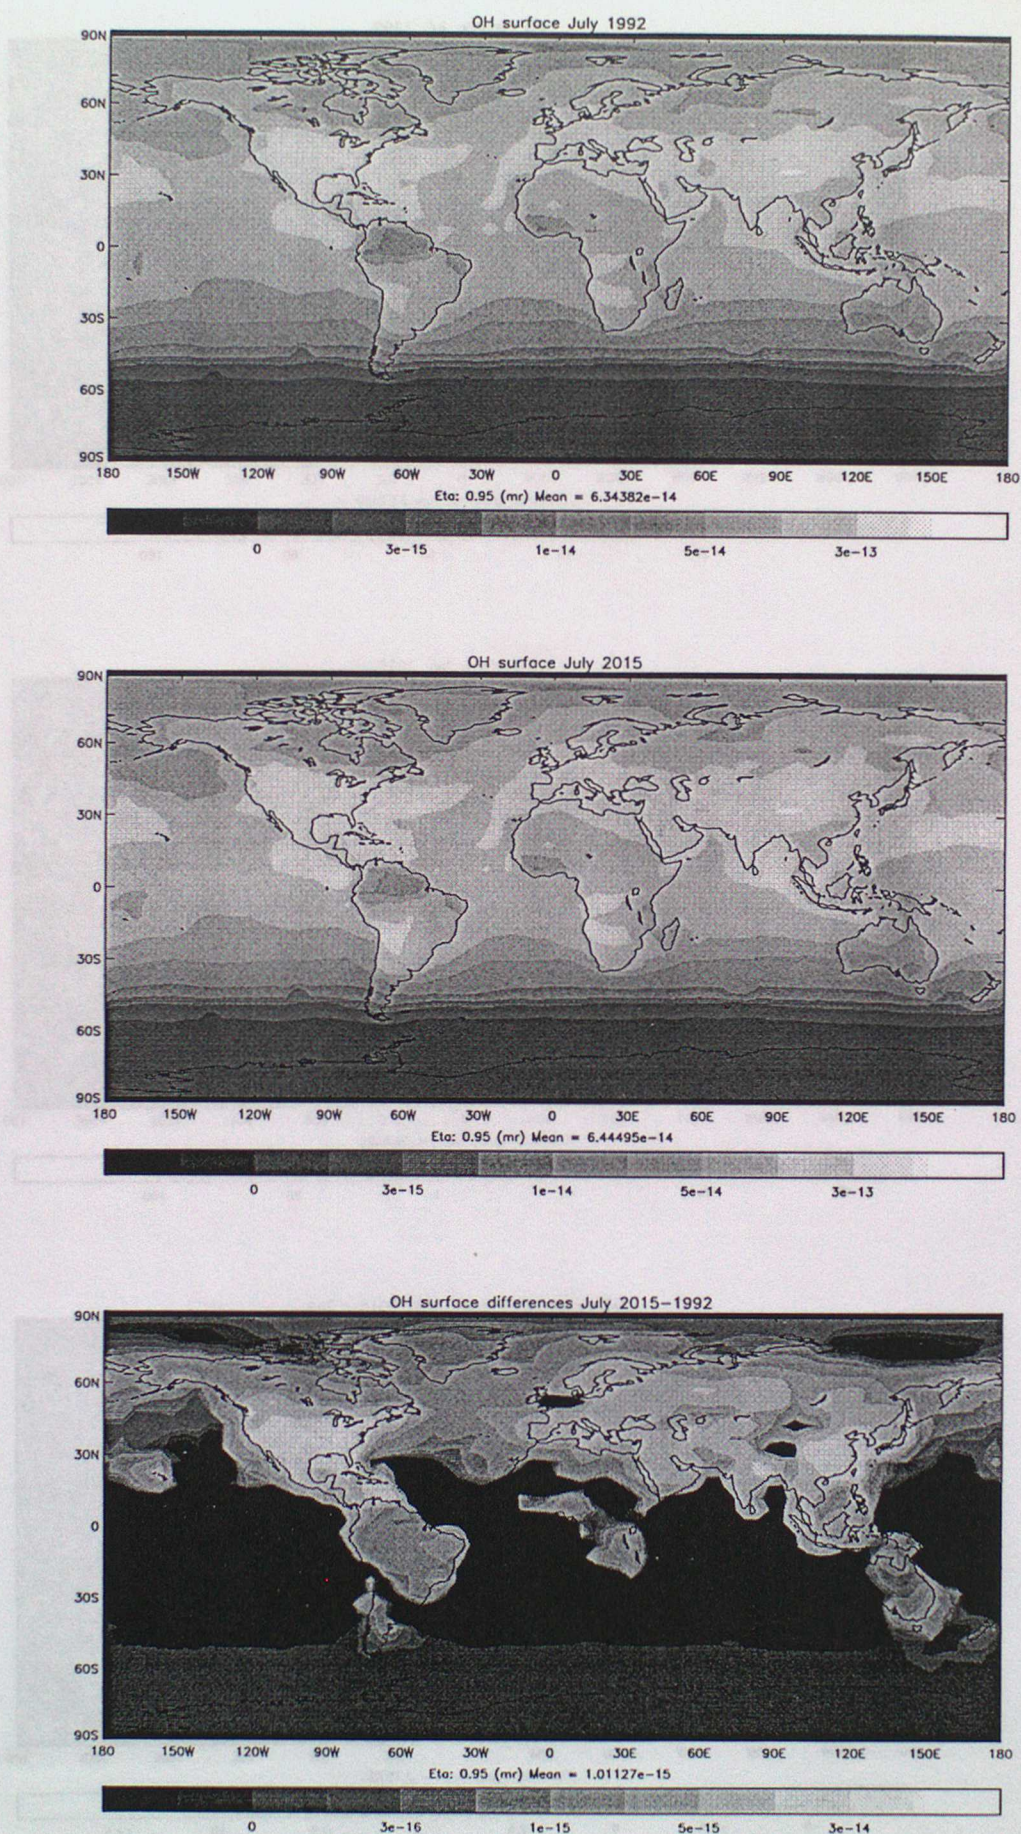 OH surface July 1992
90N
60N
30N
0
30S
60S
90S
180 150W 120W 90W 60W 30W 0 30E 60E 90E 120E 150E 180
Eta: 0.95 (mr) Mean = 6.34382e-14
0 3e-15 1e-14 5e-14 3e-13
OH surface July 2015
90N
60N
30N
0
30S
60S
90S
180 150W 120W 90W 60W 30W 0 30E 60E 90E 120E 150E 180
Eta: 0.95 (mr) Mean = 6.44495e-14
0 3e-15 1e-14 5e-14 3e-13
OH surface differences July 2015-1992
90N
60N
30N
0
30S
60S
90S
180 150W 120W 90W 60W 30W 0 30E 60E 90E 120E 150E 180
Eta: 0.95 (mr) Mean = 1.01127e-15
0 3e-16 1e-15 5e-15 3e-14